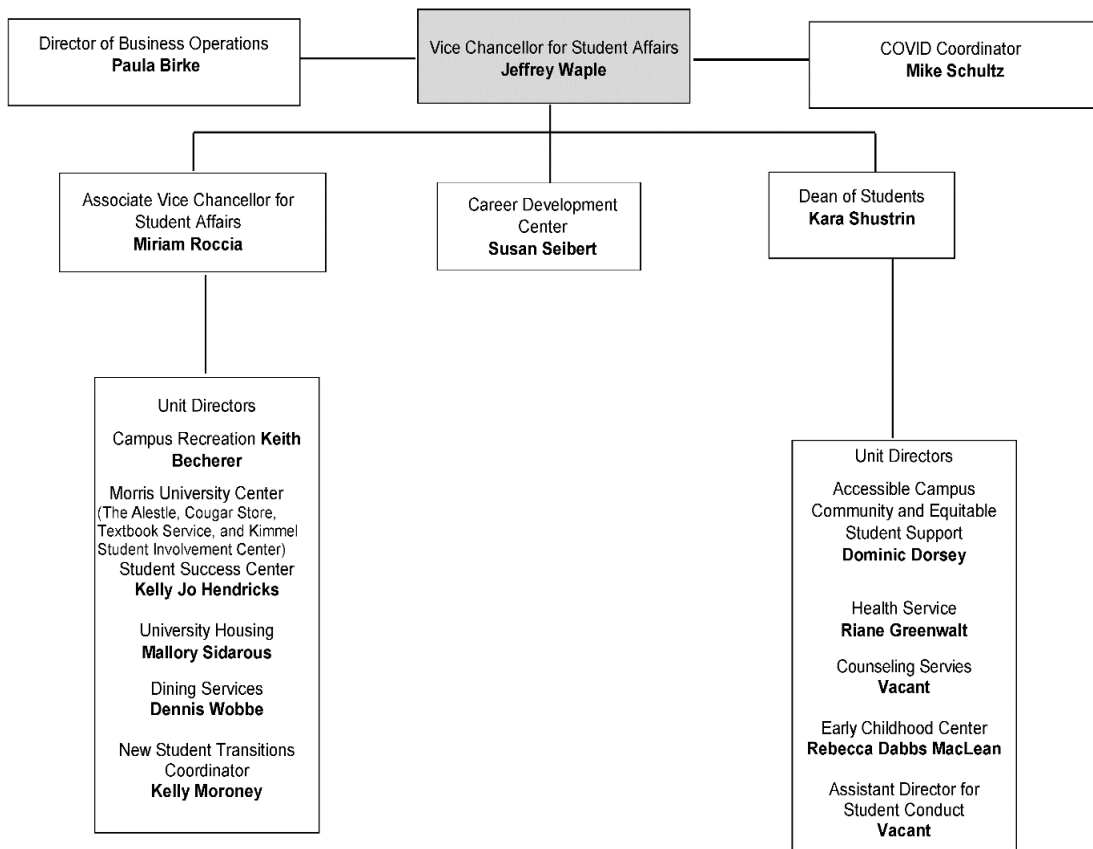 Director of Business Operations
Paula Birke
Vice Chancellor for Student Affairs
Jeffrey Waple
COVID Coordinator
Mike Schultz
Associate Vice Chancellor for
Student Affairs
Miriam Roccia
Career Development
Center
Susan Seibert
Dean of Students
Kara Shustrin
Unit Directors
Campus Recreation Keith
Becherer
Morris University Center
(The Alestle, Cougar Store,
Textbook Service, and Kimmel
Student Involvement Center)
Student Success Center
Kelly Jo Hendricks
University Housing
Mallory Sidarous
Dining Services
Dennis Wobbe
New Student Transitions
Coordinator
Kelly Moroney
Unit Directors
Accessible Campus
Community and Equitable
Student Support
Dominic Dorsey
Health Service
Riane Greenwalt
Counseling Servies
Vacant
Early Childhood Center
Rebecca Dabbs MacLean
Assistant Director for
Student Conduct
Vacant